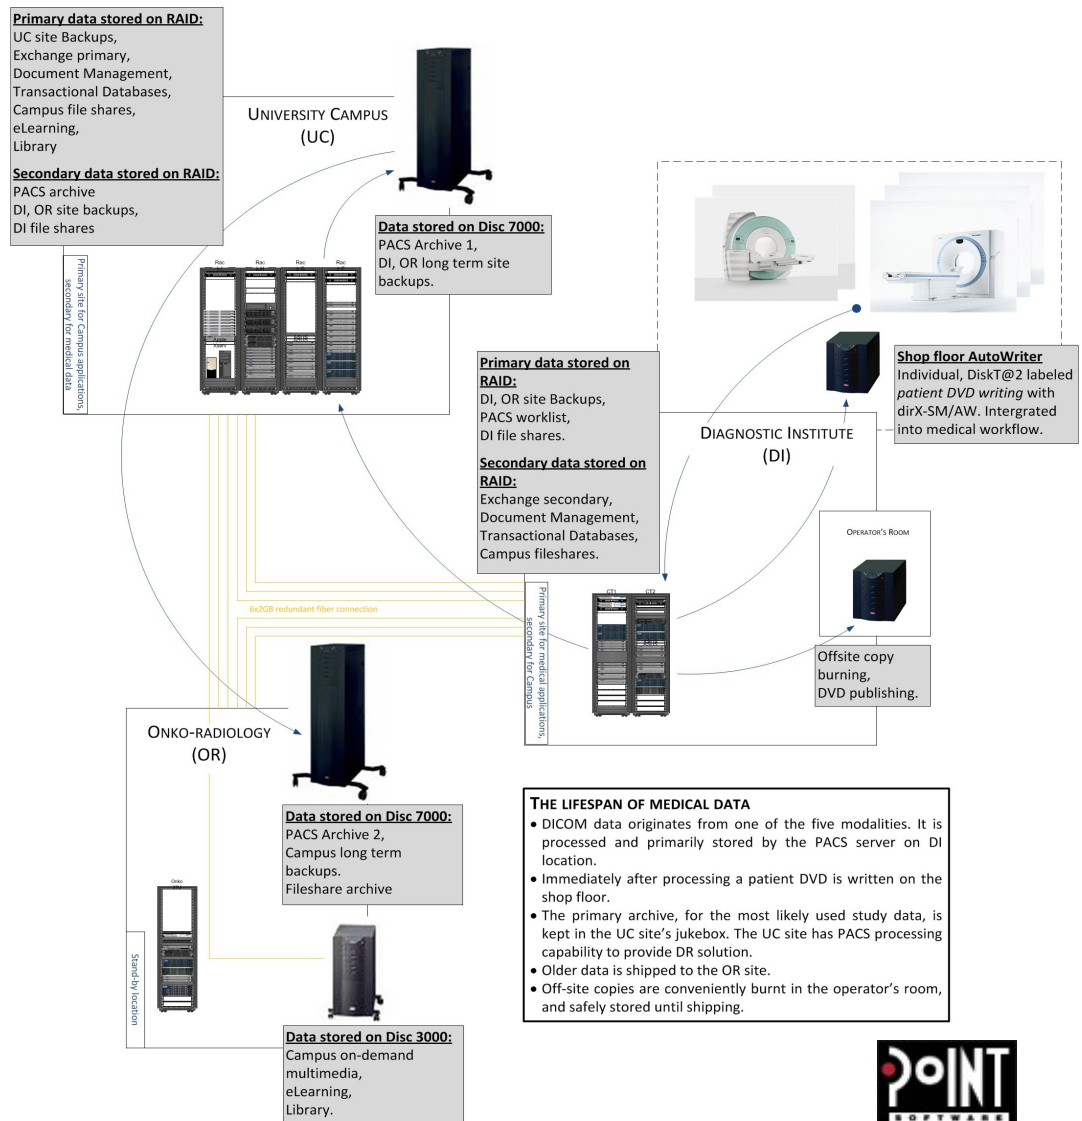 Primary data stored on RAID:
UC site Backups,
Exchange primary,
Document Management,
Transactional Databases,
Campus file shares,
eLearning,
Library
Secondary data stored on RAID:
PACS archive
DI, OR site backups,
DI file shares
UNIVERSITY CAMPUS
(UC)
Data stored on Disc 7000:
PACS Archive 1,
DI, OR long term site
backups.
Primary site for Campus applications,
secondary for medical data
Rac
Rac
Rac
Rac
Primary data stored on
RAID:
DI, OR site Backups,
PACS worklist,
DI file shares.
Secondary data stored on
RAID:
Exchange secondary,
Document Management,
Transactional Databases,
Campus fileshares.
Shop floor AutoWriter
Individual, DiskT@2 labeled
patient DVD writing with
dirX-SM/AW. Intergrated
into medical workflow.
DIAGNOSTIC INSTITUTE
(DI)
OPERATOR'S ROOM
Offsite copy
burning,
DVD publishing.
CT1
CT2
Primary site for medical applications,
secondary for Campus
6x2GB redundant fiber connection
ONKO-RADIOLOGY
(OR)
Data stored on Disc 7000:
PACS Archive 2,
Campus long term
backups.
Fileshare archive
Onko
Stand-by location
Data stored on Disc 3000:
Campus on-demand
multimedia,
eLearning,
Library.
THE LIFESPAN OF MEDICAL DATA
• DICOM data originates from one of the five modalities. It is
processed and primarily stored by the PACS server on DI
location.
• Immediately after processing a patient DVD is written on the
shop floor.
• The primary archive, for the most likely used study data, is
kept in the UC site's jukebox. The UC site has PACS processing
capability to provide DR solution.
• Older data is shipped to the OR site.
• Off-site copies are conveniently burnt in the operator's room,
and safely stored until shipping.
POINT
SOFTWARE